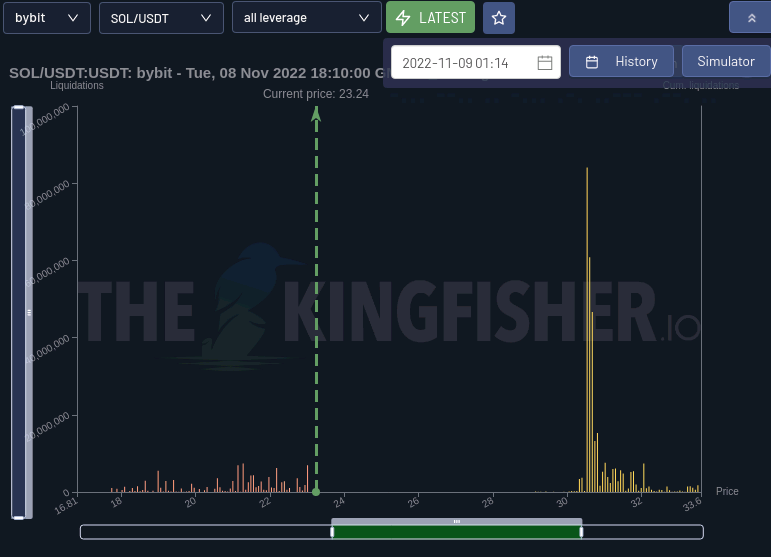 bybit SOL/USDT all leverage LATEST
2022-11-09 01:14 History Simulator
SOL/USDT:USDT: bybit - Tue, 08 Nov 2022 18:10:00
Liquidations Cum. liquidations
Current price: 23.24
100,000,000
80,000,000
60,000,000
40,000,000
20,000,000
0
THE KINGFISHER.IO
16.81 18 20 22 24 26 28 30 32 33.6 Price